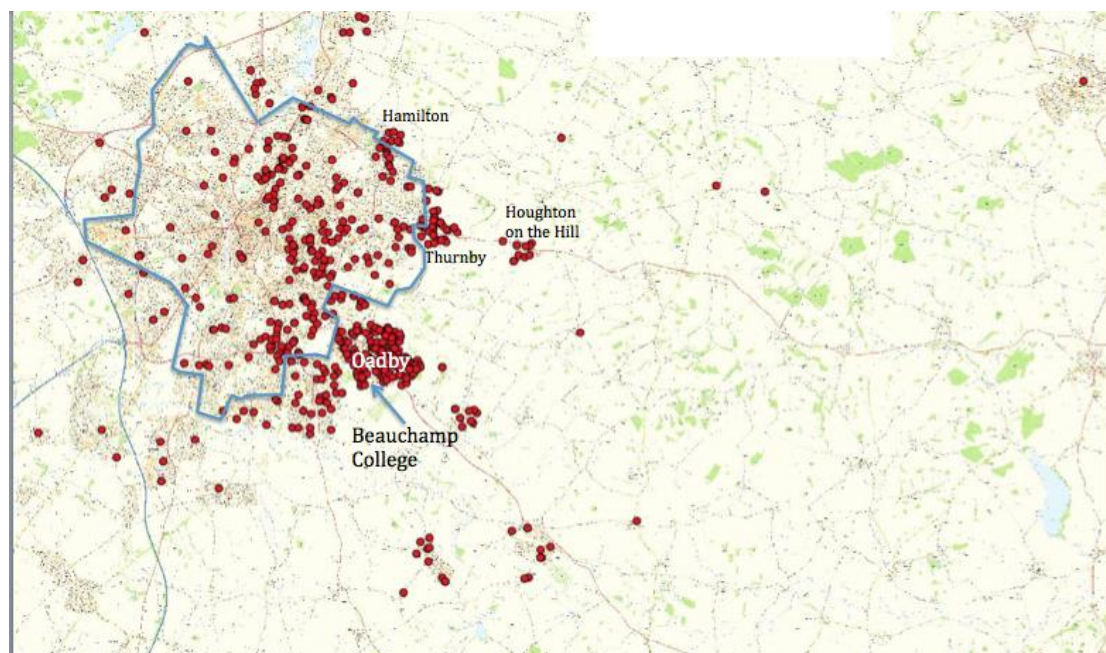 Hamilton
Houghton
on the Hill
Thurnby
Oadby
Beauchamp
College